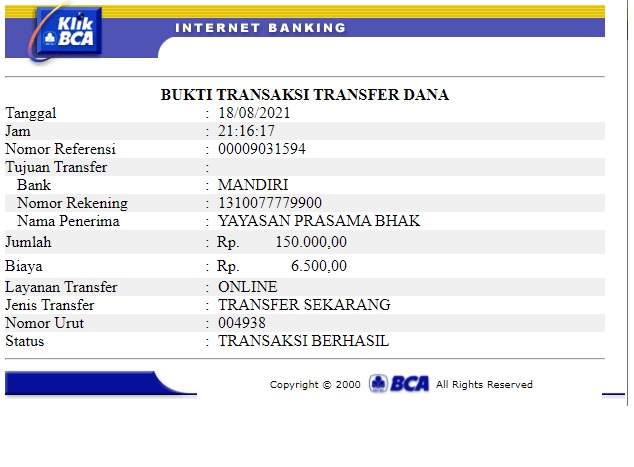 Klik
BCA
INTERNET BANKING
BUKTI TRANSAKSI TRANSFER DANA
Tanggal : 18/08/2021
Jam : 21:16:17
Nomor Referensi : 00009031594
Tujuan Transfer :
Bank : MANDIRI
Nomor Rekening : 1310077779900
Nama Penerima : YAYASAN PRASAMA BHAK
Jumlah : Rp. 150.000,00
Biaya : Rp. 6.500,00
Layanan Transfer : ONLINE
Jenis Transfer : TRANSFER SEKARANG
Nomor Urut : 004938
Status : TRANSAKSI BERHASIL
Copyright © 2000 BCA All Rights Reserved